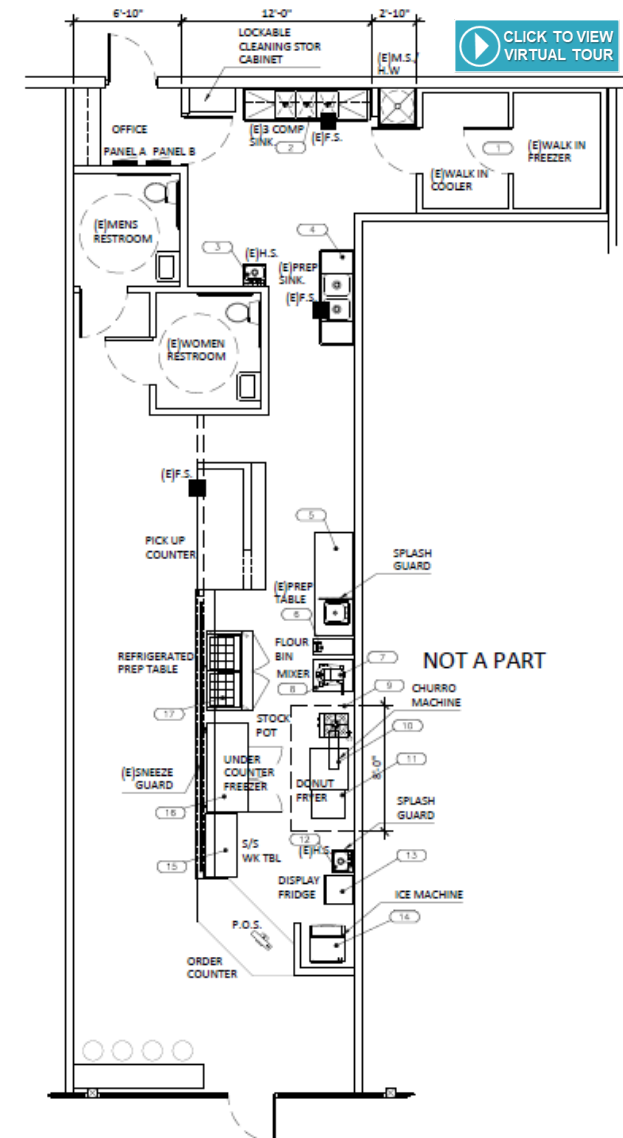 6'-10"
12'-0"
2'-10"
CLICK TO VIEW
VIRTUAL TOUR
LOCKABLE
CLEANING STOR
CABINET
(E)M.S./
H.W
OFFICE
PANEL A
PANEL B
(E)3 COMP
SINK
2
(E)F.S.
1
(E)WALK IN
FREEZER
(E)WALK IN
COOLER
(E)MENS
RESTROOM
3
(E)H.S.
4
(E)PREP
SINK.
(E)F.S.
(E)WOMEN
RESTROOM
(E)F.S.
5
PICK UP
COUNTER
SPLASH
GUARD
(E)PREP
TABLE
6
FLOUR
BIN
REFRIGERATED
PREP TABLE
MIXER
7
NOT A PART
8
9
CHURRO
MACHINE
17
STOCK
POT
10
UNDER
COUNTER
FREEZER
11
(E)SNEEZE
GUARD
DONUT
FRYER
8'-0"
16
SPLASH
GUARD
12
(E)H.S.
S/S
WK TBL
13
15
DISPLAY
FRIDGE
ICE MACHINE
14
P.O.S.
ORDER
COUNTER